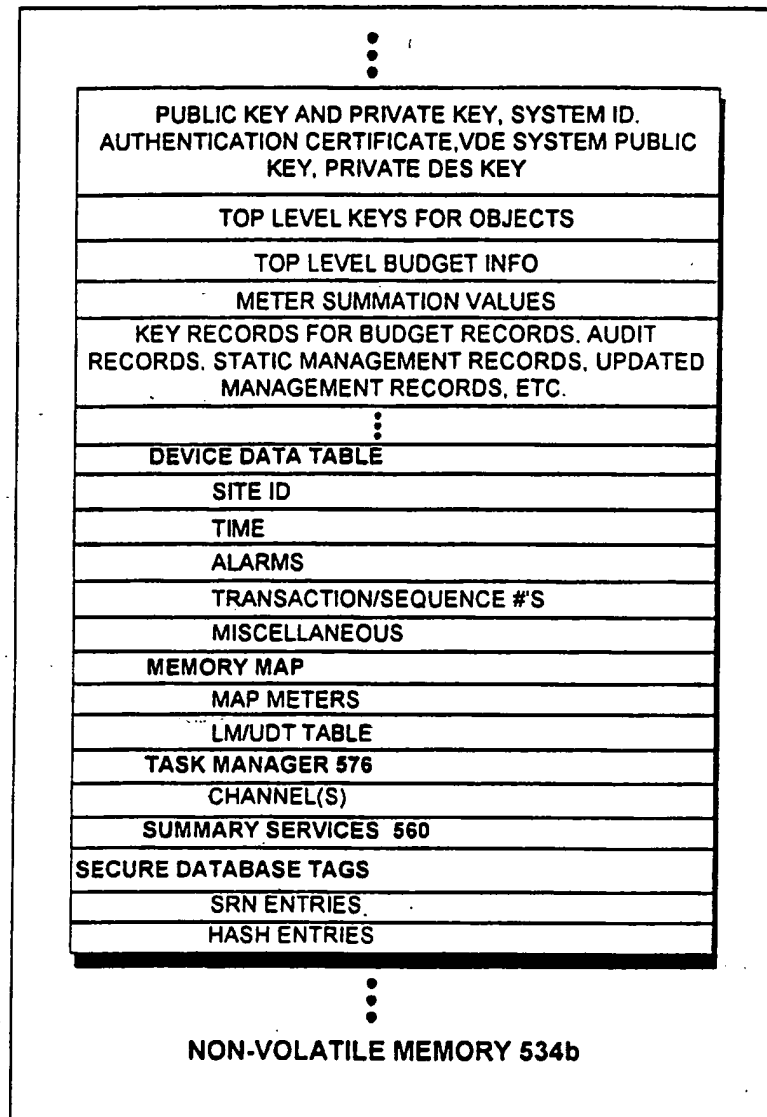 PUBLIC KEY AND PRIVATE KEY, SYSTEM ID.
AUTHENTICATION CERTIFICATE,VDE SYSTEM PUBLIC
KEY, PRIVATE DES KEY
TOP LEVEL KEYS FOR OBJECTS
TOP LEVEL BUDGET INFO
METER SUMMATION VALUES
KEY RECORDS FOR BUDGET RECORDS. AUDIT
RECORDS. STATIC MANAGEMENT RECORDS, UPDATED
MANAGEMENT RECORDS, ETC.
DEVICE DATA TABLE
SITE ID
TIME
ALARMS
TRANSACTION/SEQUENCE #'S
MISCELLANEOUS
MEMORY MAP
MAP METERS
LM/UDT TABLE
TASK MANAGER 576
CHANNEL(S)
SUMMARY SERVICES 560
SECURE DATABASE TAGS
SRN ENTRIES
HASH ENTRIES
NON-VOLATILE MEMORY 534b